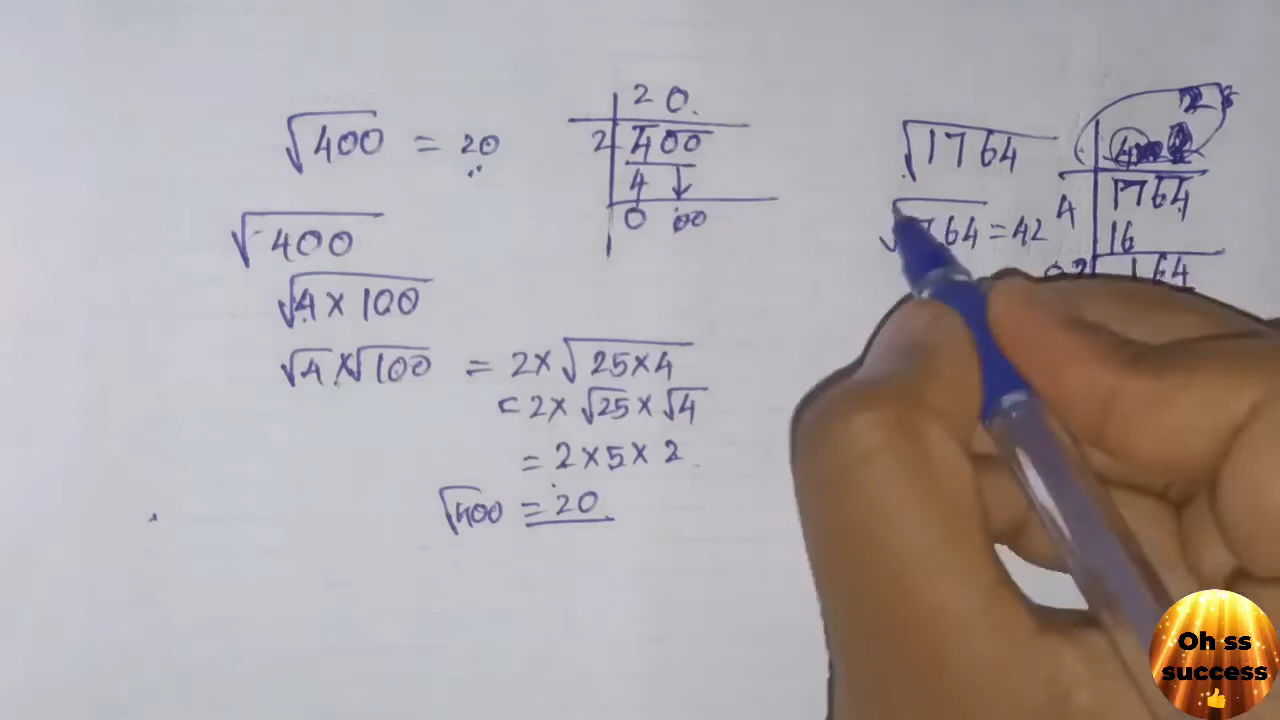 √400 = 20
20
2 400
4
0 00
√400
√4 × 100
√4 × √100 = 2 × √25 × 4
= 2 × √25 × √4
= 2 × 5 × 2
√400 = 20
√1764
4 1764
16
164
764 = 42
Oh ss
success